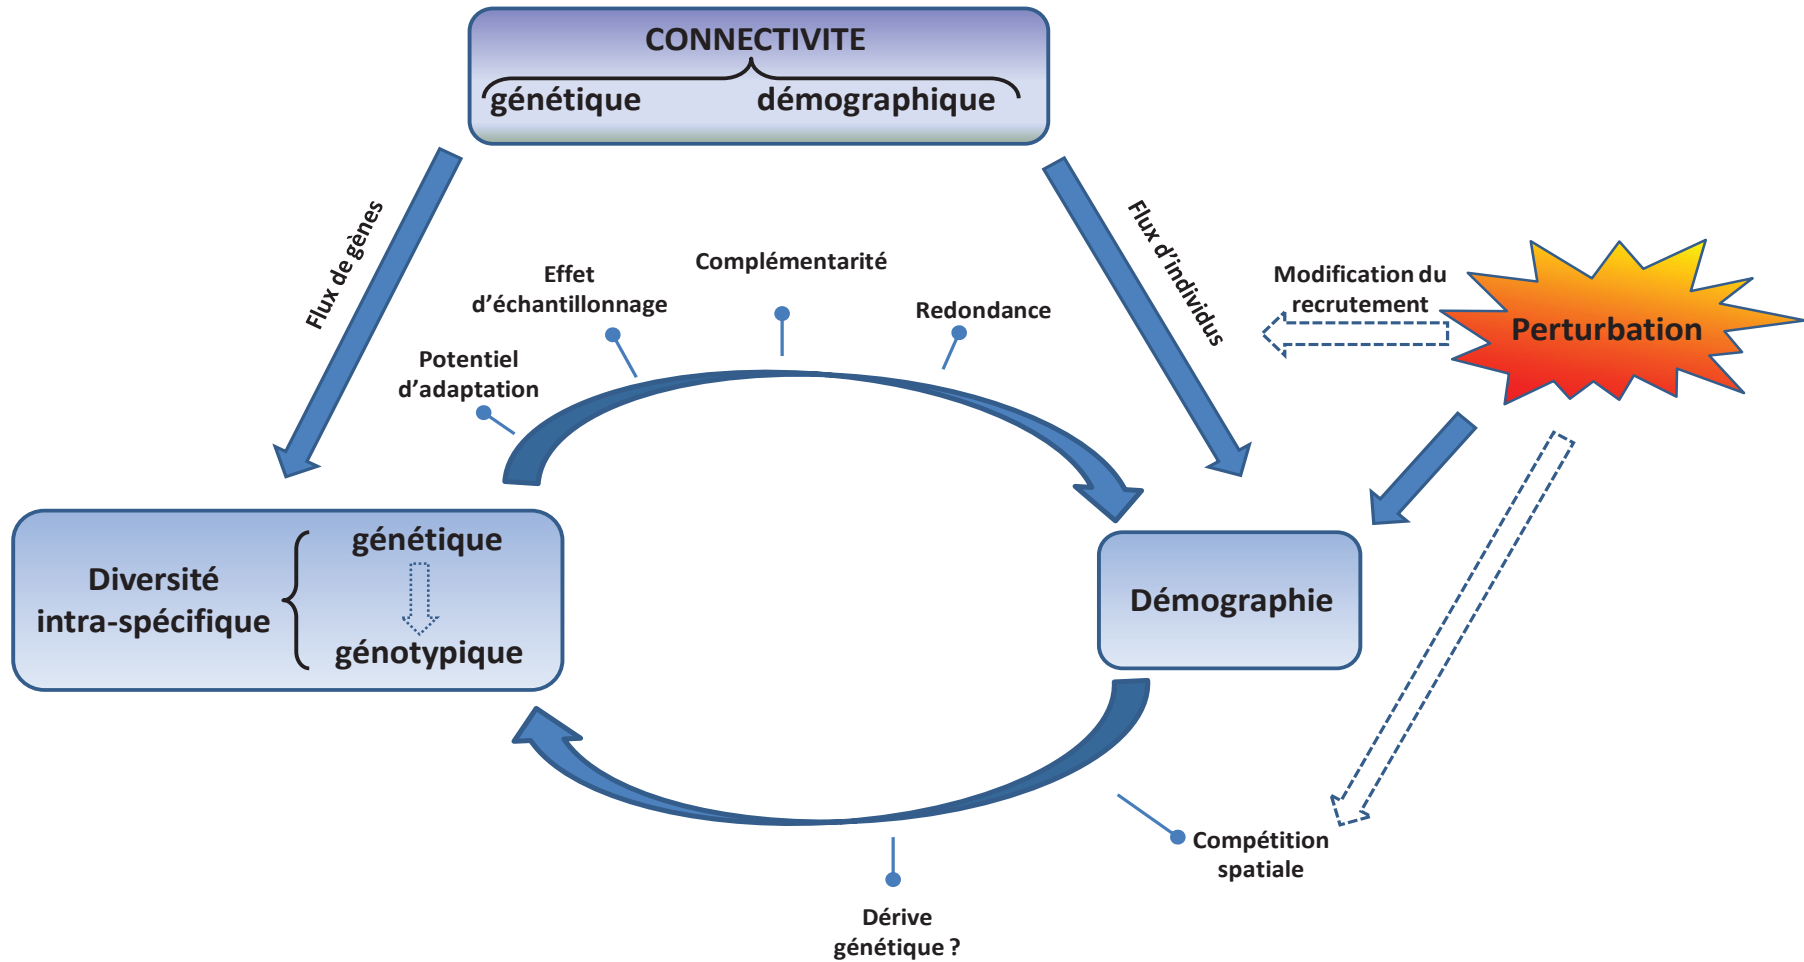 CONNECTIVITE
génétique démographique
Flux de gènes
Flux d'individus
Effet
d'échantillonnage
Complémentarité
Redondance
Potentiel
d'adaptation
Modification du
recrutement
Perturbation
Diversité
intra-spécifique
génétique
génotypique
Démographie
Compétition
spatiale
Dérive
génétique ?